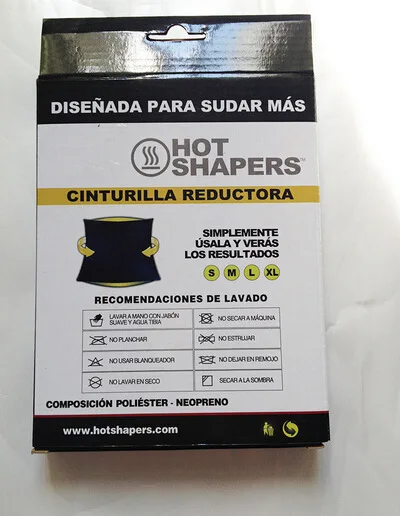 DISEÑADA PARA SUDAR MÁS
HOT
SHAPERS™
CINTURILLA REDUCTORA
SIMPLEMENTE
ÚSALA Y VERÁS
LOS RESULTADOS
S M L XL
RECOMENDACIONES DE LAVADO
LAVAR A MANO CON JABÓN
SUAVE Y AGUA TIBIA
NO SECAR A MÁQUINA
NO PLANCHAR
NO ESTRUJAR
NO USAR BLANQUEADOR
NO DEJAR EN REMOJO
NO LAVAR EN SECO
SECAR A LA SOMBRA
COMPOSICIÓN POLIÉSTER - NEOPRENO
www.hotshapers.com